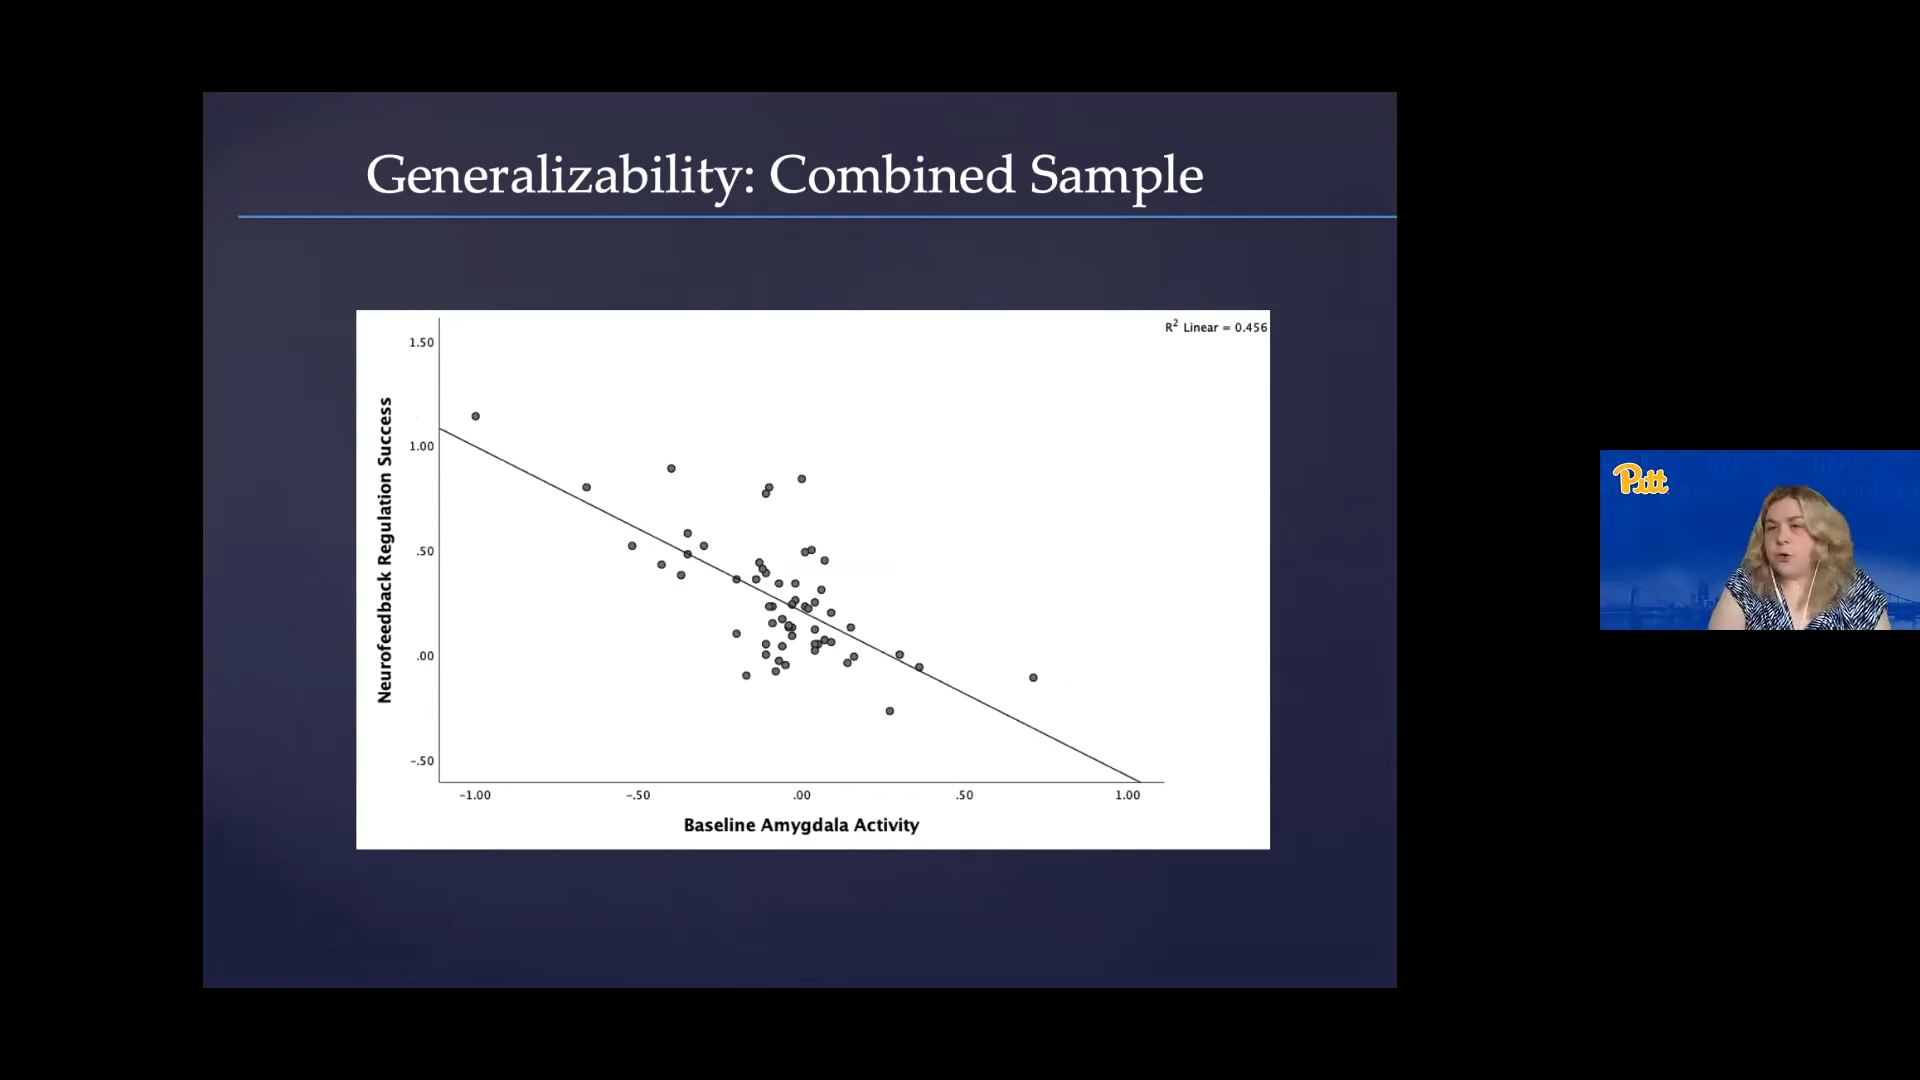 Generalizability: Combined Sample
R2 Linear = 0.456
Neurofeedback Regulation Success
1.50
1.00
.50
.00
-.50
-1.00 -.50 .00 .50 1.00
Baseline Amygdala Activity
Pitt